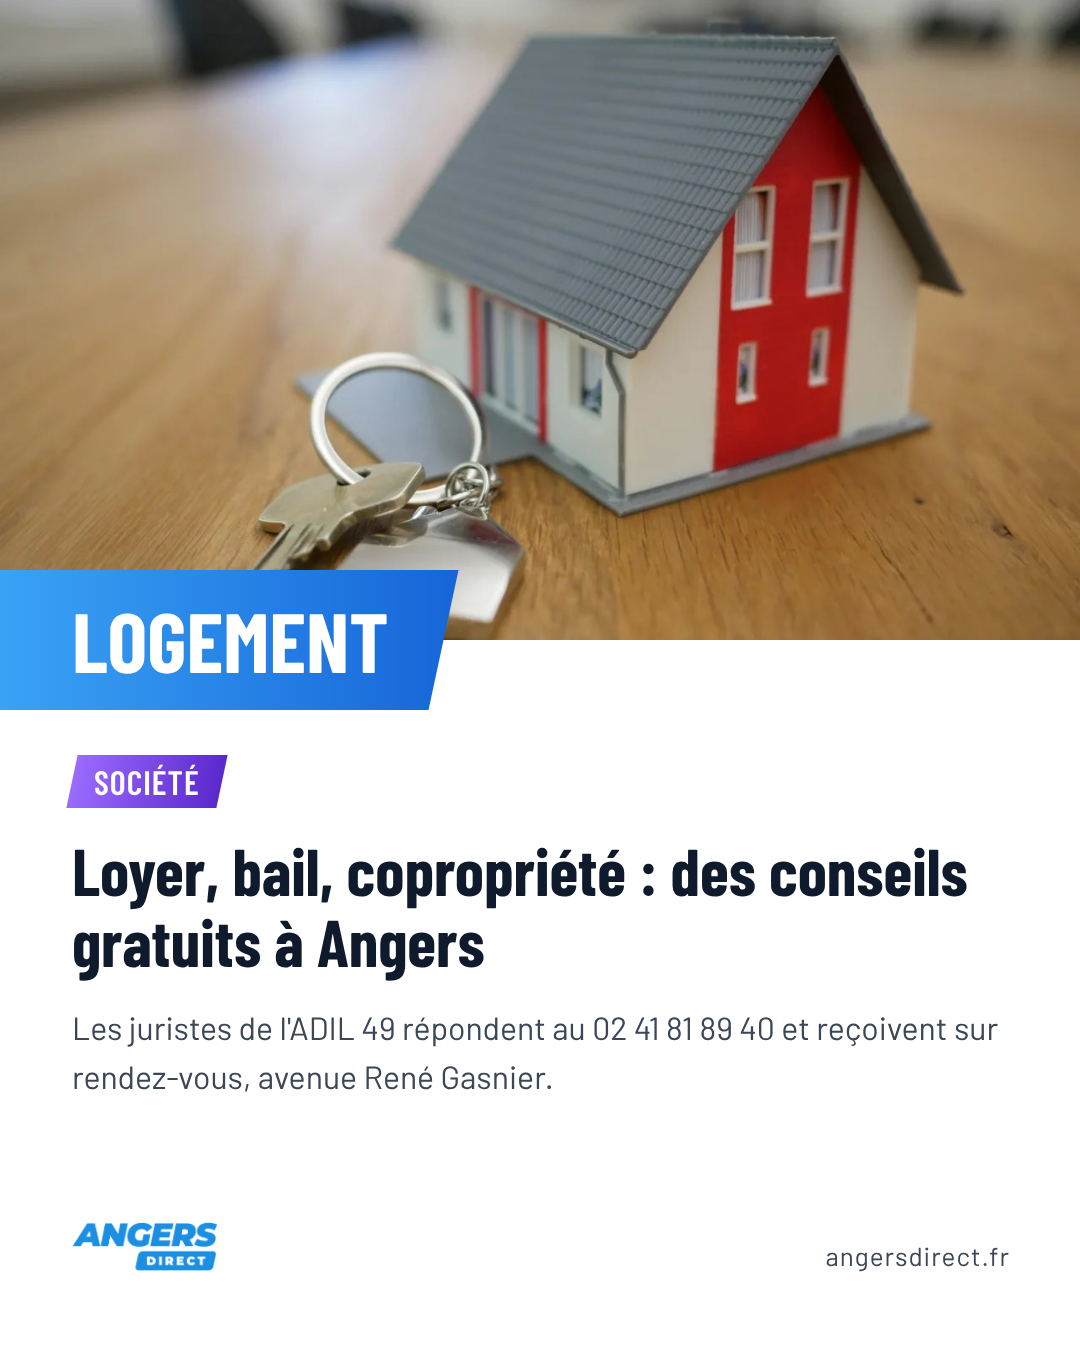 LOGEMENT
SOCIÉTÉ
Loyer, bail, copropriété : des conseils
gratuits à Angers
Les juristes de l'ADIL 49 répondent au 02 41 81 89 40 et reçoivent sur
rendez-vous, avenue René Gasnier.
ANGERS
DIRECT
angersdirect.fr